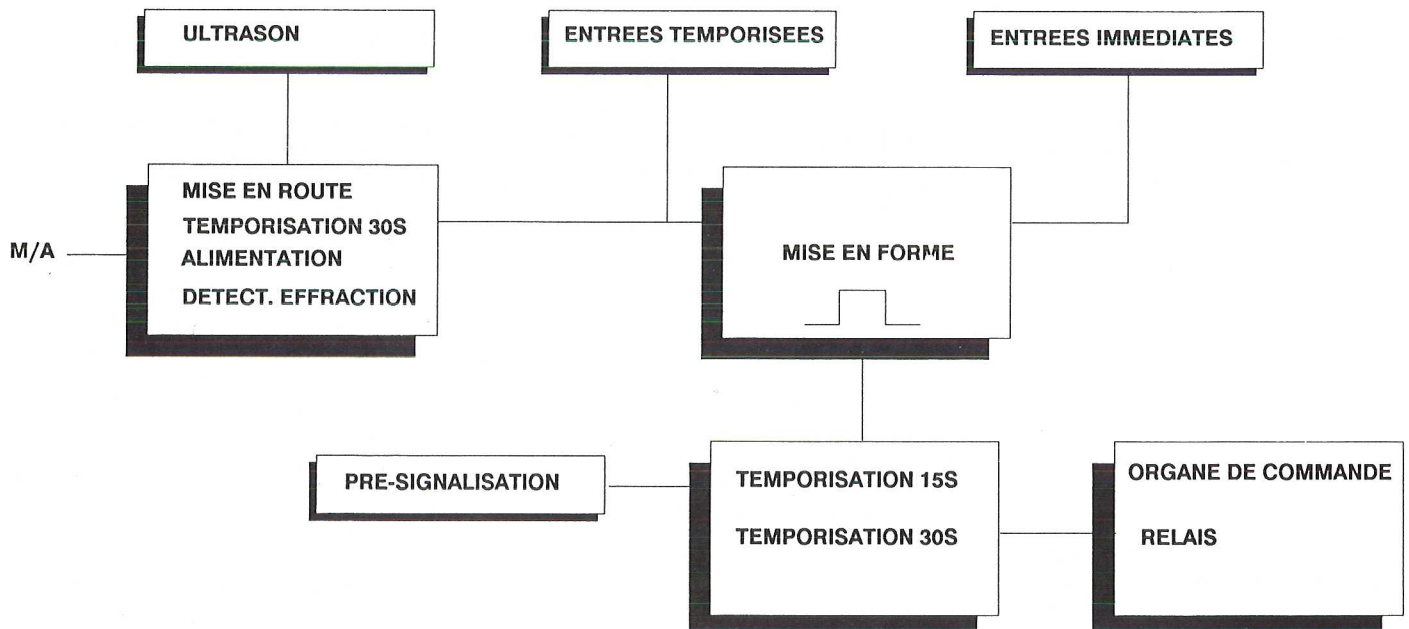 ULTRASON
ENTREES TEMPORISEES
ENTREES IMMEDIATES
MISE EN ROUTE
TEMPORISATION 30S
M/A
ALIMENTATION
DETECT. EFFRACTION
MISE EN FORME
PRE-SIGNALISATION
TEMPORISATION 15S
TEMPORISATION 30S
ORGANE DE COMMANDE
RELAIS